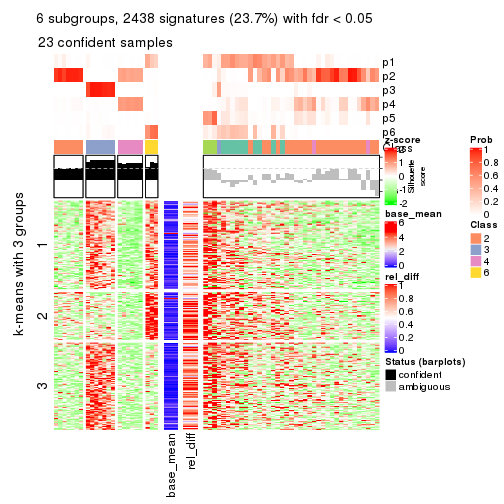 6 subgroups, 2438 signatures (23.7%) with fdr < 0.05
23 confident samples
p1
p2
p3
p4
p5
p6
z-score
Class
2
1
0
-1
-2
Silhouette
score
base_mean
6
4
2
0
rel_diff
1
0.8
0.6
0.4
0.2
0
Status (barplots)
confident
ambiguous
Prob
1
0.8
0.6
0.4
0.2
0
Class
2
3
4
6
k-means with 3 groups
1
2
3
base_mean
rel_diff